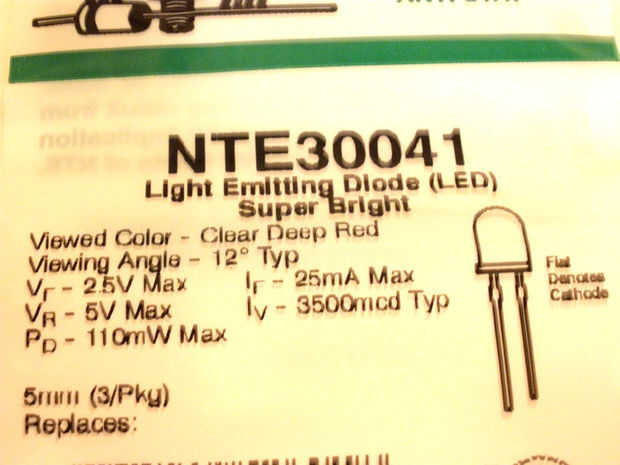 NTE30041
Light Emitting Diode (LED)
Super Bright
Viewed Color - Clear Deep Red
Viewing Angle - 12° Typ
VF - 2.5V Max IF - 25mA Max
VR - 5V Max IV - 3500mcd Typ
PD - 110mW Max
Flat
Denotes
Cathode
5mm (3/Pkg)
Replaces: